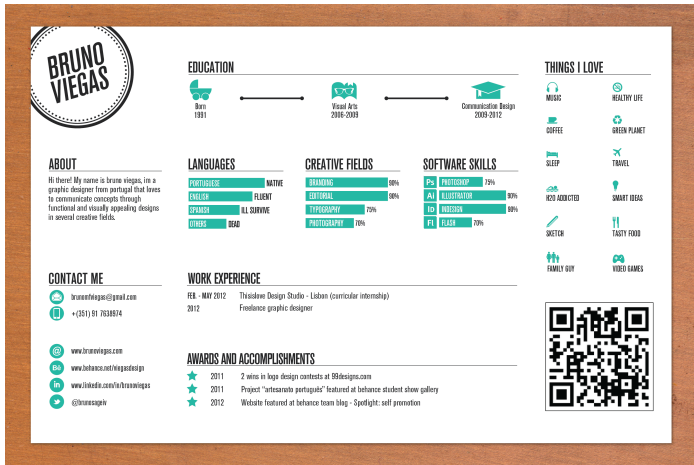 BRUNO
VIEGAS
EDUCATION
Born
1991
Visual Arts
2006-2009
Communication Design
2009-2012
THINGS I LOVE
MUSIC
HEALTHY LIFE
COFFEE
GREEN PLANET
SLEEP
TRAVEL
H2O ADDICTED
SMART IDEAS
SKETCH
TASTY FOOD
FAMILY GUY
VIDEO GAMES
ABOUT
Hi there! My name is bruno viegas, im a
graphic designer from portugal that loves
to communicate concepts through
functional and visually appealing designs
in several creative fields.
LANGUAGES
PORTUGUESE NATIVE
ENGLISH FLUENT
SPANISH ILL SURVIVE
OTHERS DEAD
CREATIVE FIELDS
BRANDING 90%
EDITORIAL 90%
TYPOGRAPHY 75%
PHOTOGRAPHY 70%
SOFTWARE SKILLS
Ps PHOTOSHOP 75%
Ai ILLUSTRATOR 90%
ID INDESIGN 90%
Fl FLASH 70%
CONTACT ME
brunomfviegas@gmail.com
+(351) 91 7638974
@ www.brunoviegas.com
Bē www.behance.net/viegasdesign
in www.linkedin.com/in/brunoviegas
@brunosageiv
WORK EXPERIENCE
FEB. - MAY 2012 Thisislove Design Studio - Lisbon (curricular internship)
2012 Freelance graphic designer
AWARDS AND ACCOMPLISHMENTS
2011 2 wins in logo design contests at 99designs.com
2011 Project "artesanato português" featured at behance student show gallery
2012 Website featured at behance team blog - Spotlight: self promotion